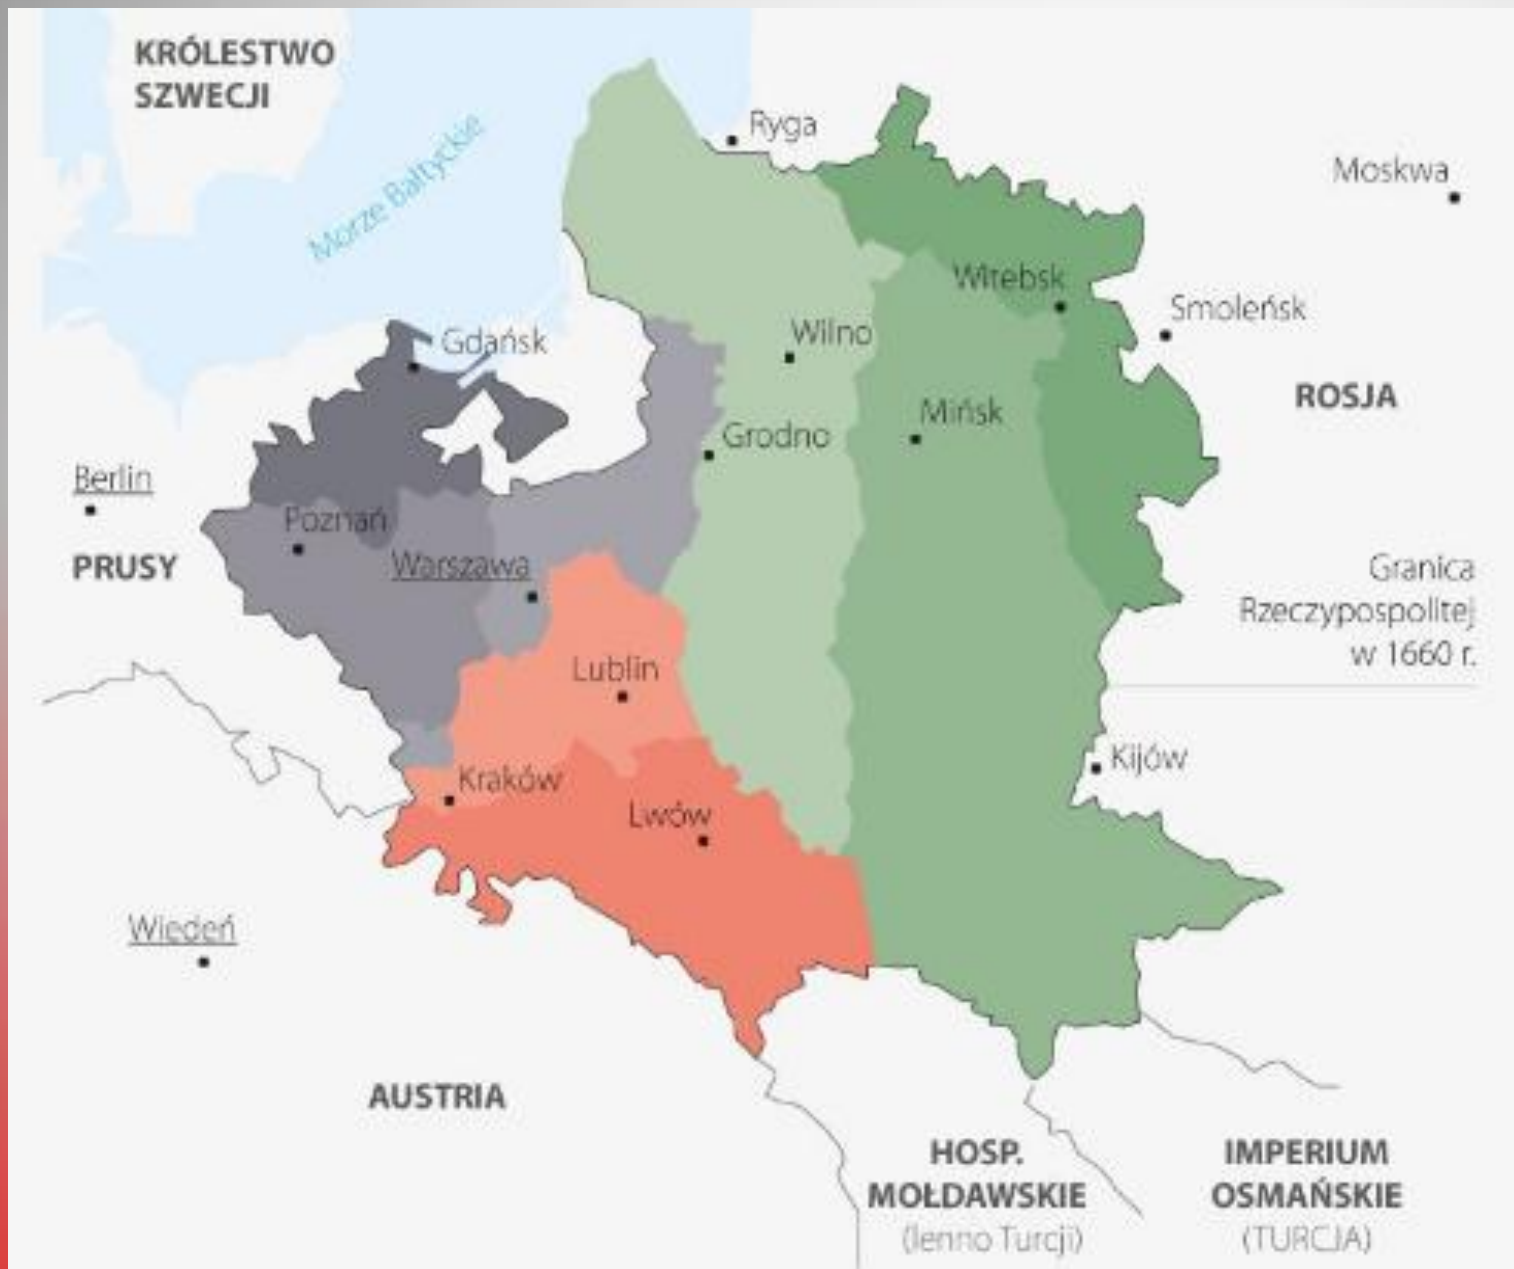 KRÓLESTWO
SZWECJI
Morze Bałtyckie
Ryga
Moskwa
Witebsk
Smoleńsk
Gdańsk
Wilno
ROSJA
Mińsk
Grodno
Berlin
Poznań
PRUSY
Warszawa
Granica
Rzeczypospolitej
w 1660 r.
Lublin
Kijów
Kraków
Lwów
Wiedeń
AUSTRIA
HOSP.
MOŁDAWSKIE
(lenno Turcji)
IMPERIUM
OSMAŃSKIE
(TURCJA)